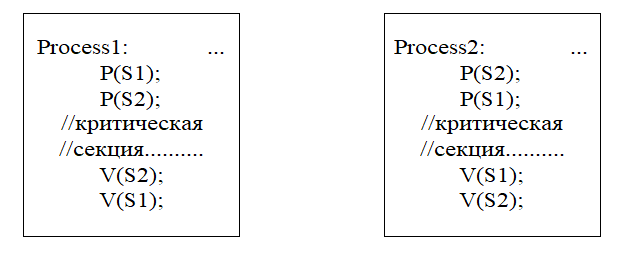 Process1: ...
P(S1);
P(S2);
//критическая
//секция..........
V(S2);
V(S1);
Process2: ...
P(S2);
P(S1);
//критическая
//секция..........
V(S1);
V(S2);